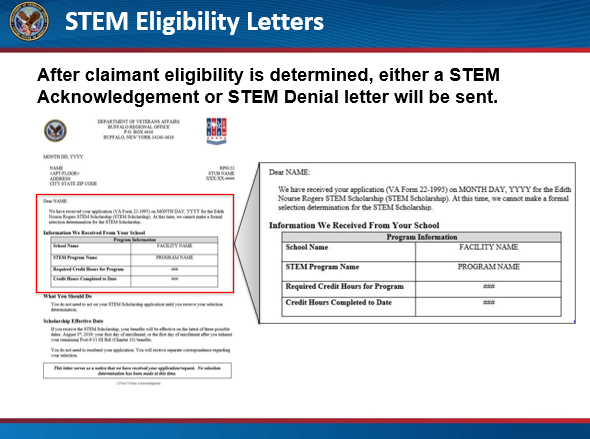 STEM Eligibility Letters
After claimant eligibility is determined, either a STEM
Acknowledgement or STEM Denial letter will be sent.
DEPARTMENT OF VETERANS AFFAIRS
BUFFALO REGIONAL OFFICE
P.O. BOX 4616
BUFFALO, NEW YORK 14240-4616
MONTH DD, YYYY
NAME
<APT FLOOR>
ADDRESS
CITY STATE ZIP CODE
RPO/22
STUB NAME
XXX-XX-####
Dear NAME:
We have received your application (VA Form 22-1995) on MONTH DAY, YYYY for the Edith
Nourse Rogers STEM Scholarship (STEM Scholarship). At this time, we cannot make a formal
selection determination for the STEM Scholarship.
Information We Received From Your School
Program Information
School Name FACILITY NAME
STEM Program Name PROGRAM NAME
Required Credit Hours for Program ###
Credit Hours Completed to Date ###
What You Should Do
You do not need to act on your STEM Scholarship application until you receive your selection
determination.
Scholarship Effective Date
If you receive the STEM Scholarship, your benefits will be effective on the latest of three possible
dates: August 1st, 2019, your first day of enrollment, or the first day of enrollment after you exhaust
your remaining Post-9/11 GI Bill (Chapter 33) benefits.
You do not need to resubmit your application. You will receive separate correspondence regarding
your selection.
This letter serves as a notice that we have received your application/request. No selection
determination has been made at this time.
Dear NAME:
We have received your application (VA Form 22-1995) on MONTH DAY, YYYY for the Edith
Nourse Rogers STEM Scholarship (STEM Scholarship). At this time, we cannot make a formal
selection determination for the STEM Scholarship.
Information We Received From Your School
Program Information
School Name FACILITY NAME
STEM Program Name PROGRAM NAME
Required Credit Hours for Program ###
Credit Hours Completed to Date ###